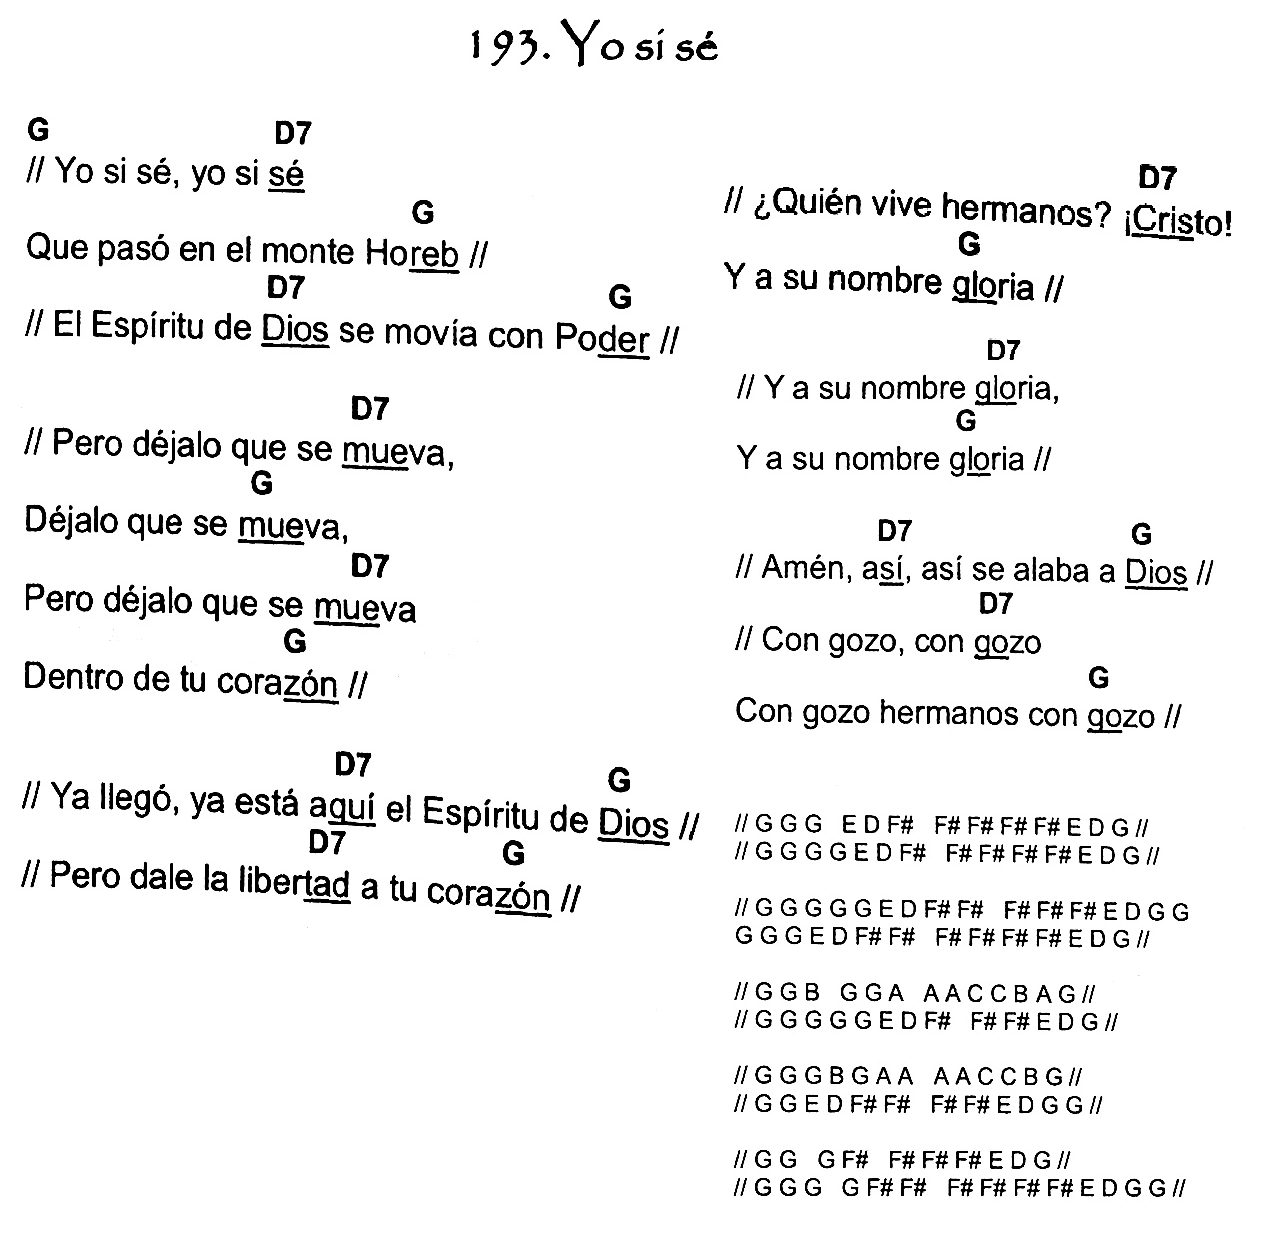 193. Yo sí sé
G D7
// Yo si sé, yo si sé
G
Que pasó en el monte Horeb //
D7 G
// El Espíritu de Dios se movía con Poder //
D7
// Pero déjalo que se mueva,
G
Déjalo que se mueva,
D7
Pero déjalo que se mueva
G
Dentro de tu corazón //
D7 G
// Ya llegó, ya está aquí el Espíritu de Dios //
D7 G
// Pero dale la libertad a tu corazón //
D7
// ¿Quién vive hermanos? ¡Cristo!
G
Y a su nombre gloria //
D7
// Y a su nombre gloria,
G
Y a su nombre gloria //
D7 G
// Amén, así, así se alaba a Dios //
D7
// Con gozo, con gozo
G
Con gozo hermanos con gozo //
// G G G E D F# F# F# F# F# E D G //
// G G G G E D F# F# F# F# F# E D G //
// G G G G G E D F# F# F# F# F# E D G G
G G G E D F# F# F# F# F# F# E D G //
// G G B G G A A A C C B A G //
// G G G G G E D F# F# F# E D G //
// G G G B G A A A A C C B G //
// G G E D F# F# F# F# E D G G //
// G G G F# F# F# F# E D G //
// G G G G F# F# F# F# F# F# E D G G //